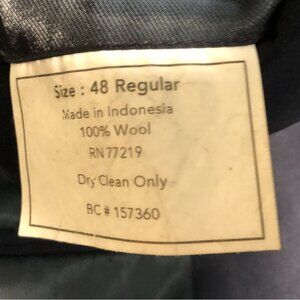 Size : 48 Regular
Made in Indonesia
100% Wool
RN 77219
Dry Clean Only
BC # 157360